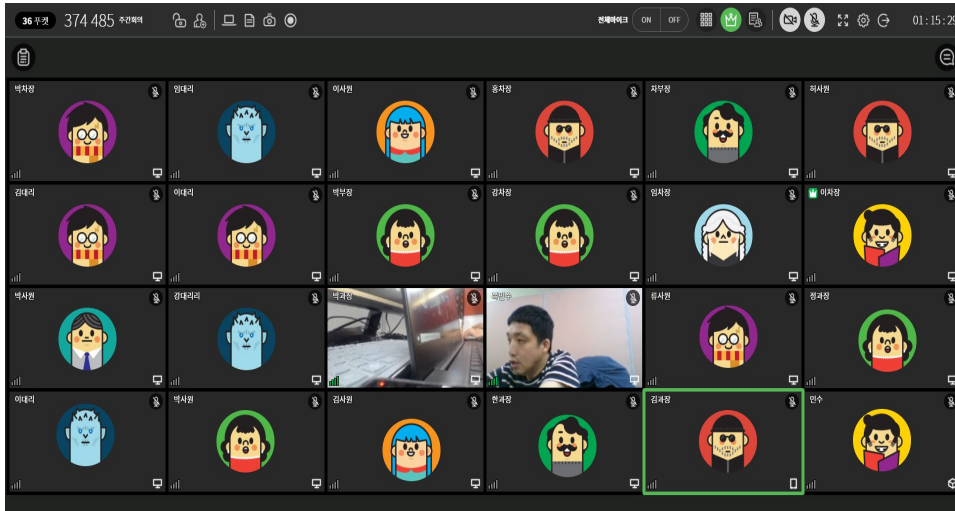 36 푸켓 374 485 주간회의 전체마이크 ON OFF 01:15:29
박차장 임대리 이사원 홍차장 차부장 허사원
김대리 이대리 박부장 강차장 임차장 이차장
박사원 강대리리 박과장 류사원 정과장
이대리 박사원 김사원 한과장 김과장 민수